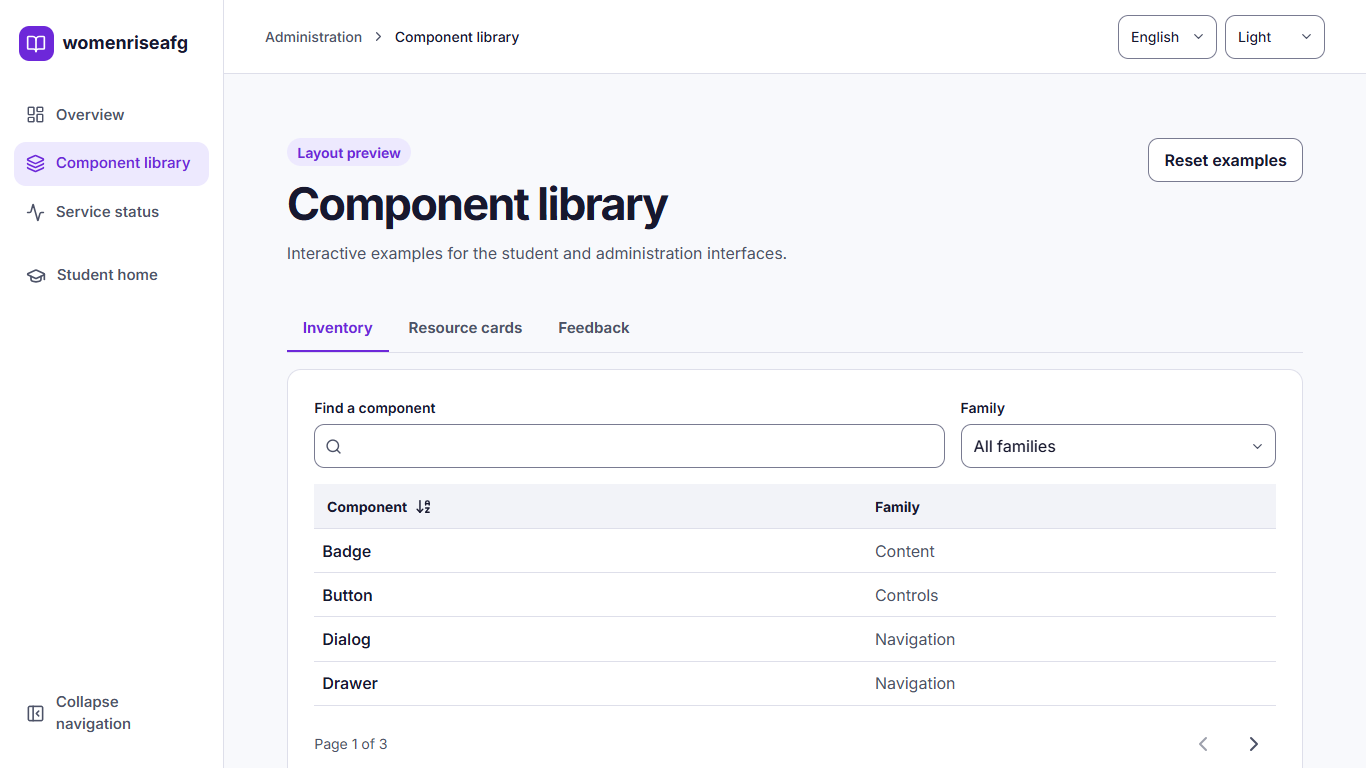 womenriseafg
Overview
Component library
Service status
Student home
Collapse
navigation
Administration
Component library
English
Light
Layout preview
Reset examples
Component library
Interactive examples for the student and administration interfaces.
Inventory
Resource cards
Feedback
Find a component
Family
All families
Component
Family
Badge
Content
Button
Controls
Dialog
Navigation
Drawer
Navigation
Page 1 of 3